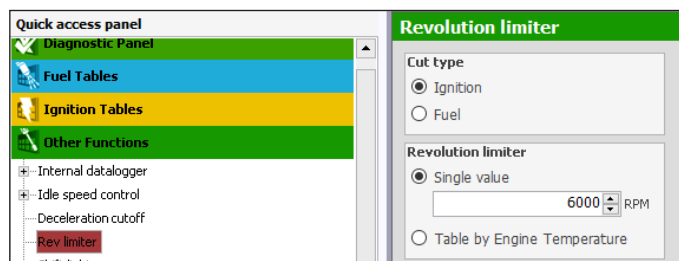 Quick access panel
Diagnostic Panel
Fuel Tables
Ignition Tables
Other Functions
Internal datalogger
Idle speed control
Deceleration cutoff
Rev limiter
Revolution limiter
Cut type
Ignition
Fuel
Revolution limiter
Single value
6000 RPM
Table by Engine Temperature